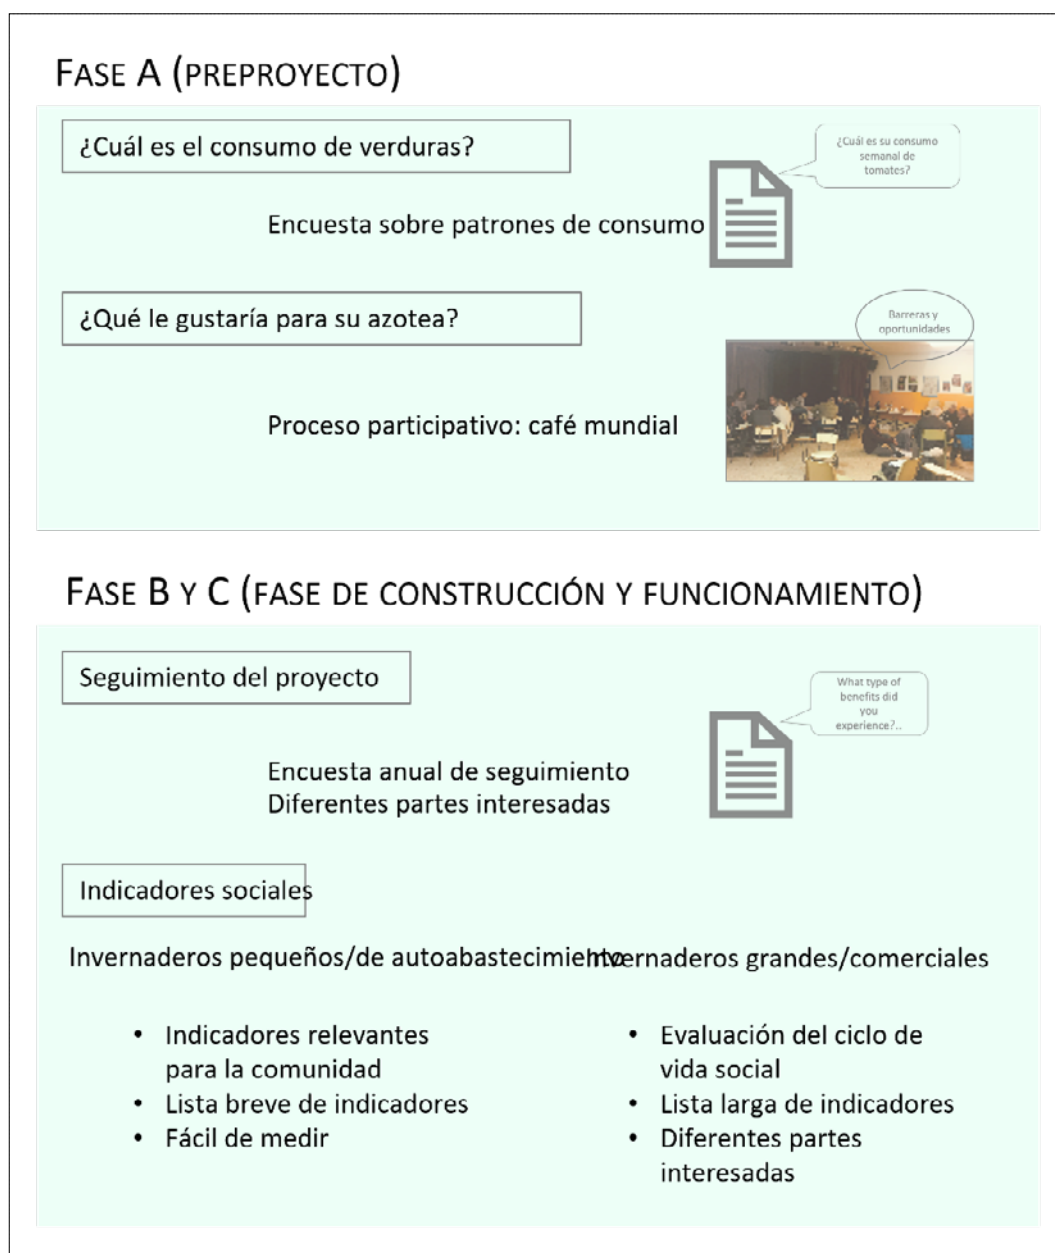 FASE A (PREPROYECTO)
¿Cuál es el consumo de verduras?
¿Cuál es su consumo
semanal de
tomates?
Encuesta sobre patrones de consumo
¿Qué le gustaría para su azotea?
Barreras y
oportunidades
Proceso participativo: café mundial
FASE B Y C (FASE DE CONSTRUCCIÓN Y FUNCIONAMIENTO)
Seguimiento del proyecto
What type of
benefits did
you
experience?..
Encuesta anual de seguimiento
Diferentes partes interesadas
Indicadores sociales
Invernaderos pequeños/de autoabastecimiento
Invernaderos grandes/comerciales
• Indicadores relevantes
para la comunidad
• Lista breve de indicadores
• Fácil de medir
• Evaluación del ciclo de
vida social
• Lista larga de indicadores
• Diferentes partes
interesadas